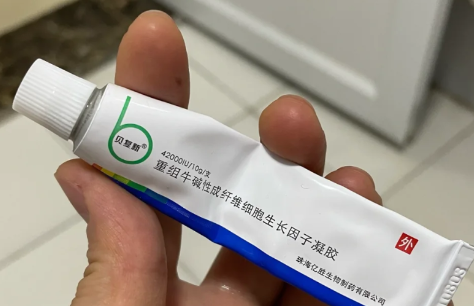 贝复新®
42000IU/10g/支
重组牛碱性成纤维细胞生长因子凝胶
外
珠海亿胜生物制药有限公司